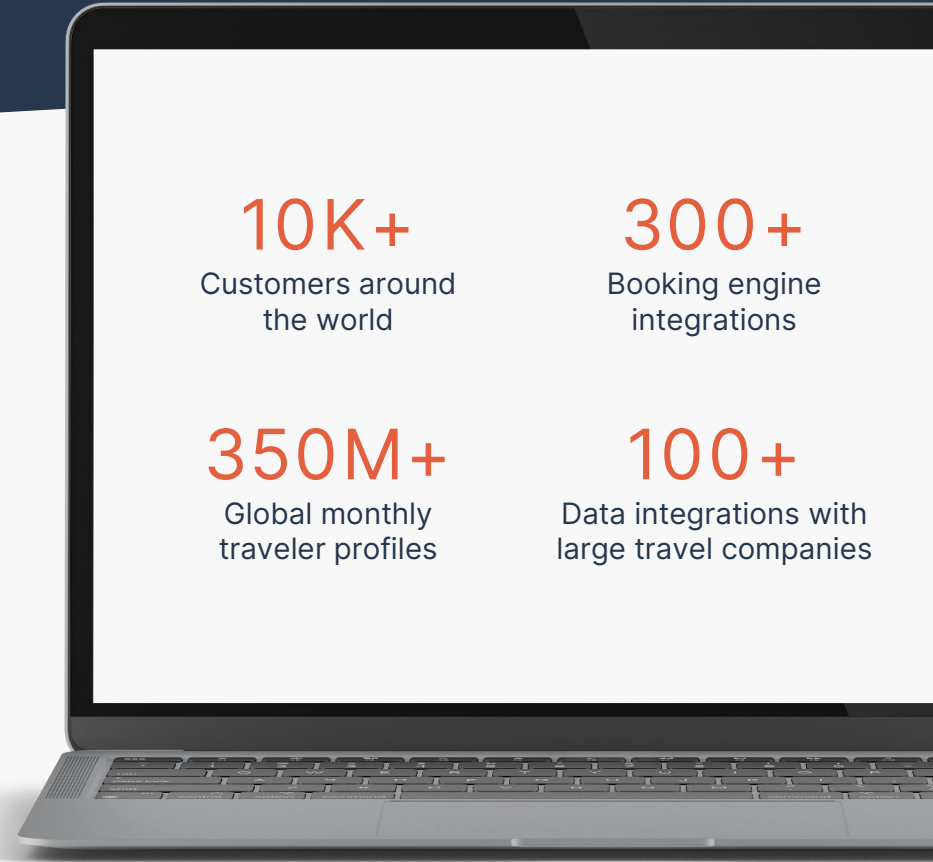 10K+
Customers around
the world
300+
Booking engine
integrations
350M+
Global monthly
traveler profiles
100+
Data integrations with
large travel companies